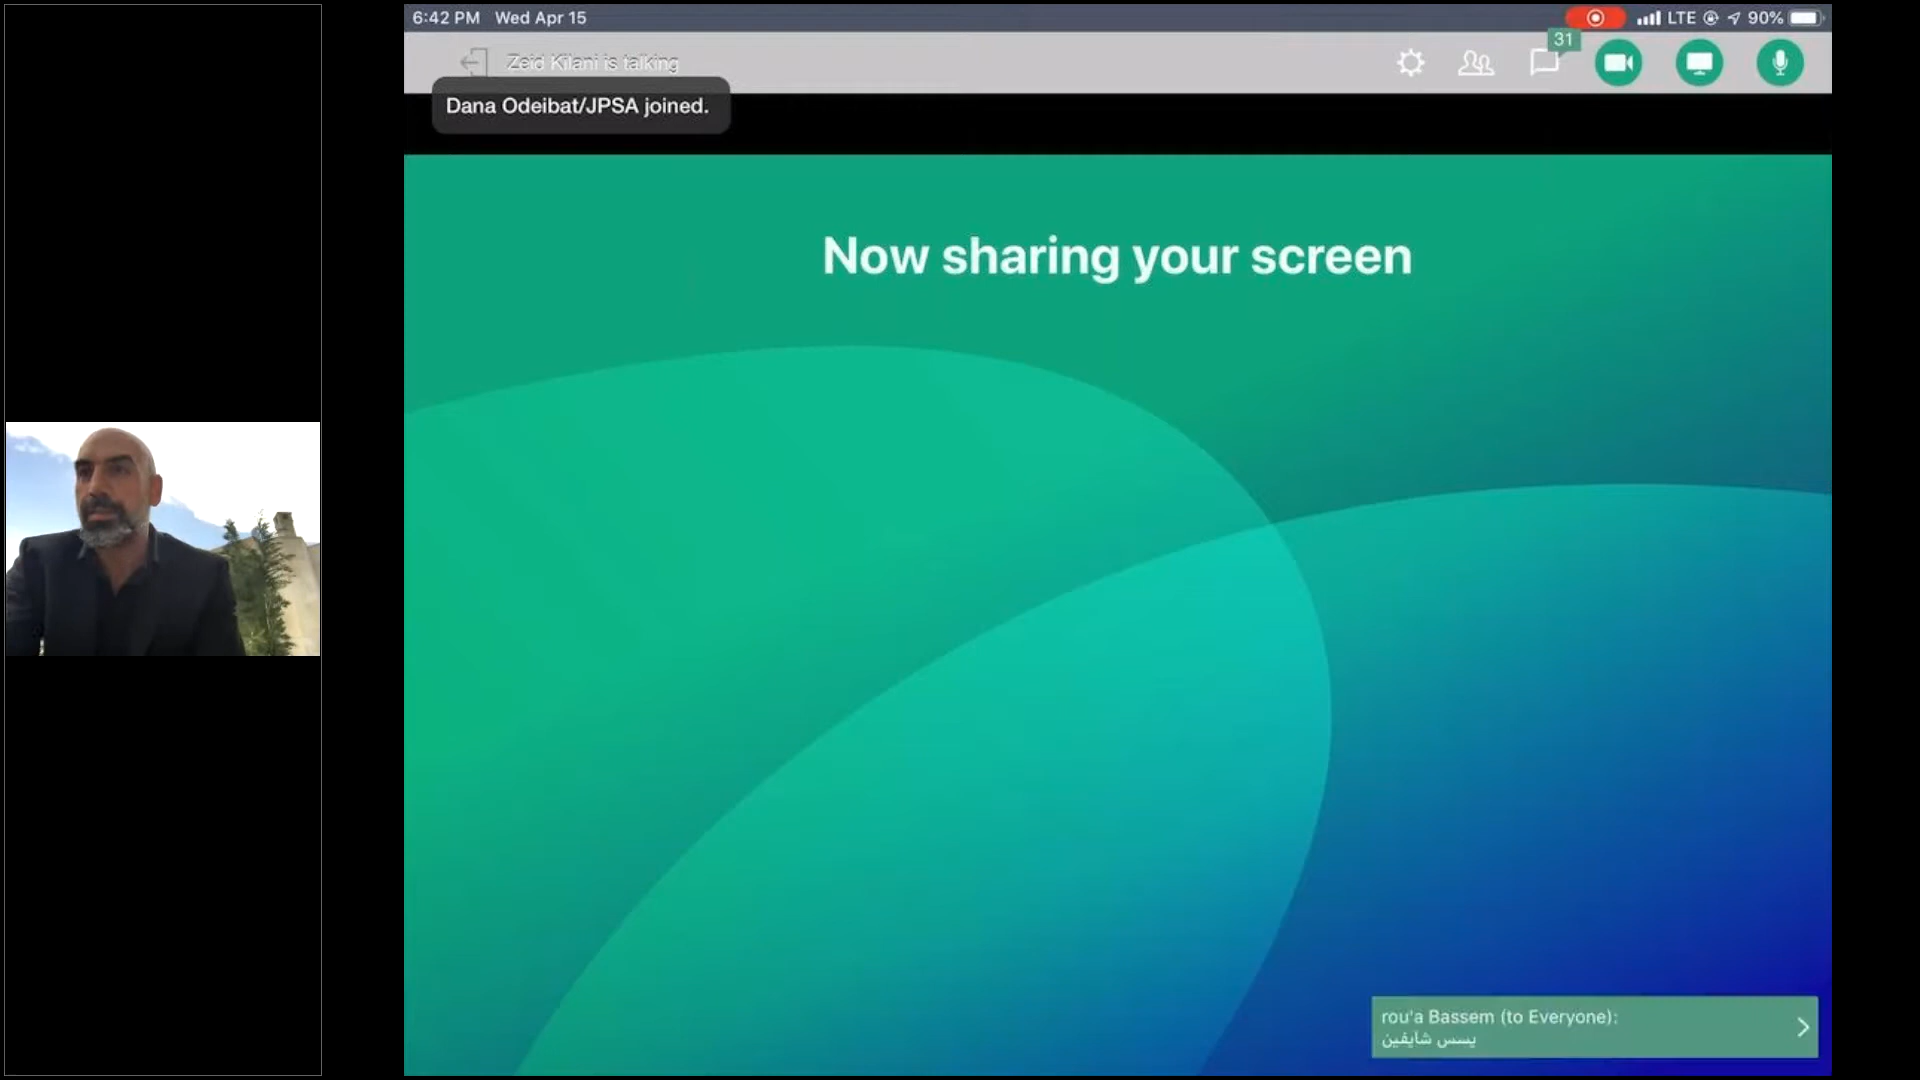 6:42 PM Wed Apr 15
LTE 90%
31
Zeid Kilani is talking
Dana Odeibat/JPSA joined.
Now sharing your screen
rou'a Bassem (to Everyone):
يسس شايفين